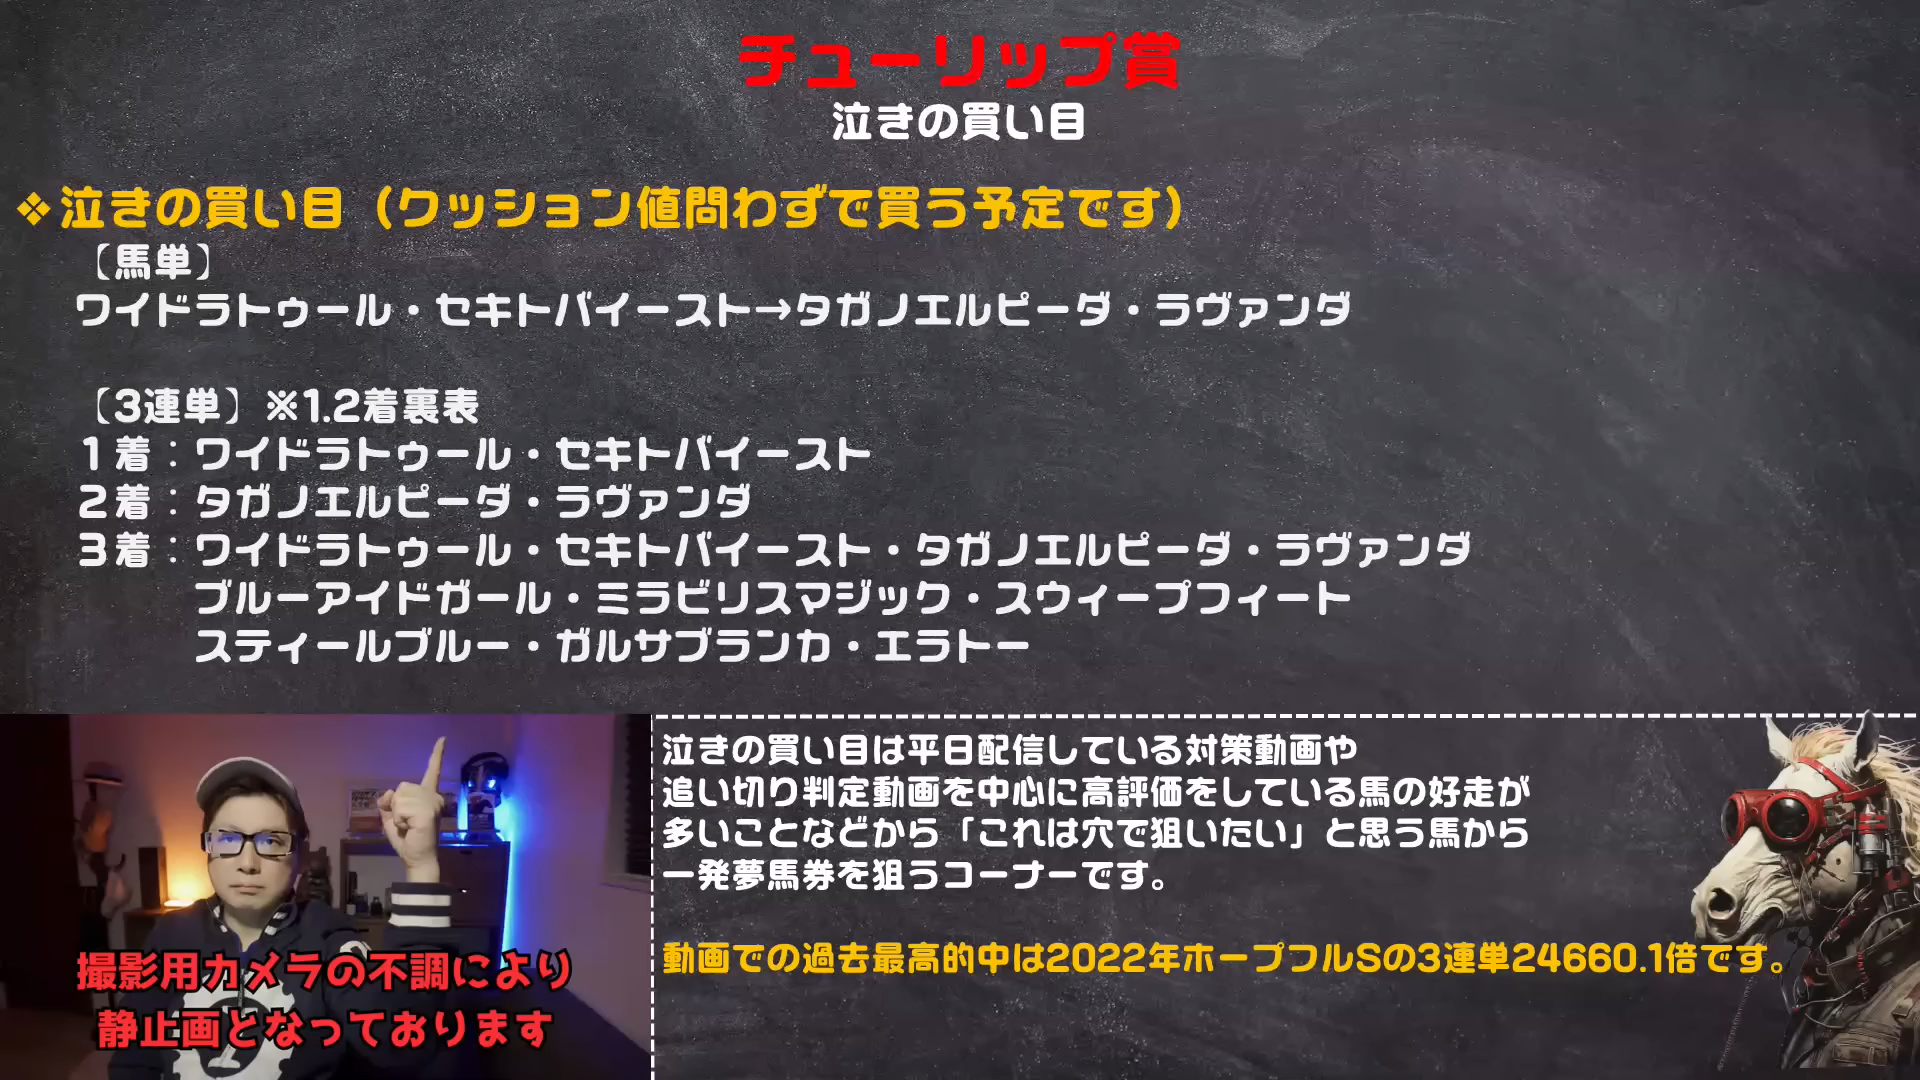 チューリップ賞
泣きの買い目
❖泣きの買い目（クッション値問わずで買う予定です）
【馬単】
ワイドラトゥール・セキトバイースト→タガノエルピーダ・ラヴァンダ
【3連単】※1.2着裏表
１着：ワイドラトゥール・セキトバイースト
２着：タガノエルピーダ・ラヴァンダ
３着：ワイドラトゥール・セキトバイースト・タガノエルピーダ・ラヴァンダ
ブルーアイドガール・ミラビリスマジック・スウィープフィート
スティールブルー・ガルサブランカ・エラトー
泣きの買い目は平日配信している対策動画や
追い切り判定動画を中心に高評価をしている馬の好走が
多いことなどから「これは穴で狙いたい」と思う馬から
一発夢馬券を狙うコーナーです。
動画での過去最高的中は2022年ホープフルSの3連単24660.1倍です。
撮影用カメラの不調により
静止画となっております